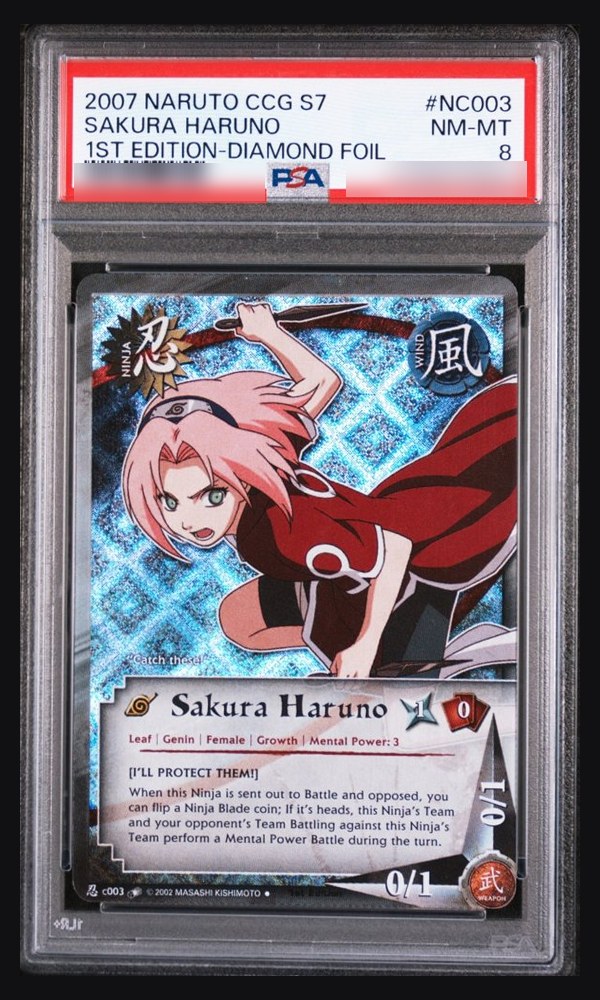 2007 NARUTO CCG S7 #NC003
SAKURA HARUNO NM-MT
1ST EDITION-DIAMOND FOIL 8
PSA
NINJA 忍
WIND 風
"Catch these!"
Sakura Haruno 1 0
Leaf | Genin | Female | Growth | Mental Power: 3
[I'LL PROTECT THEM!]
When this Ninja is sent out to Battle and opposed, you
can flip a Ninja Blade coin; If it's heads, this Ninja's Team
and your opponent's Team Battling against this Ninja's
Team perform a Mental Power Battle during the turn.
0/1
0/1
武
WEAPON
忍 c003 © 2002 MASASHI KISHIMOTO
PSA